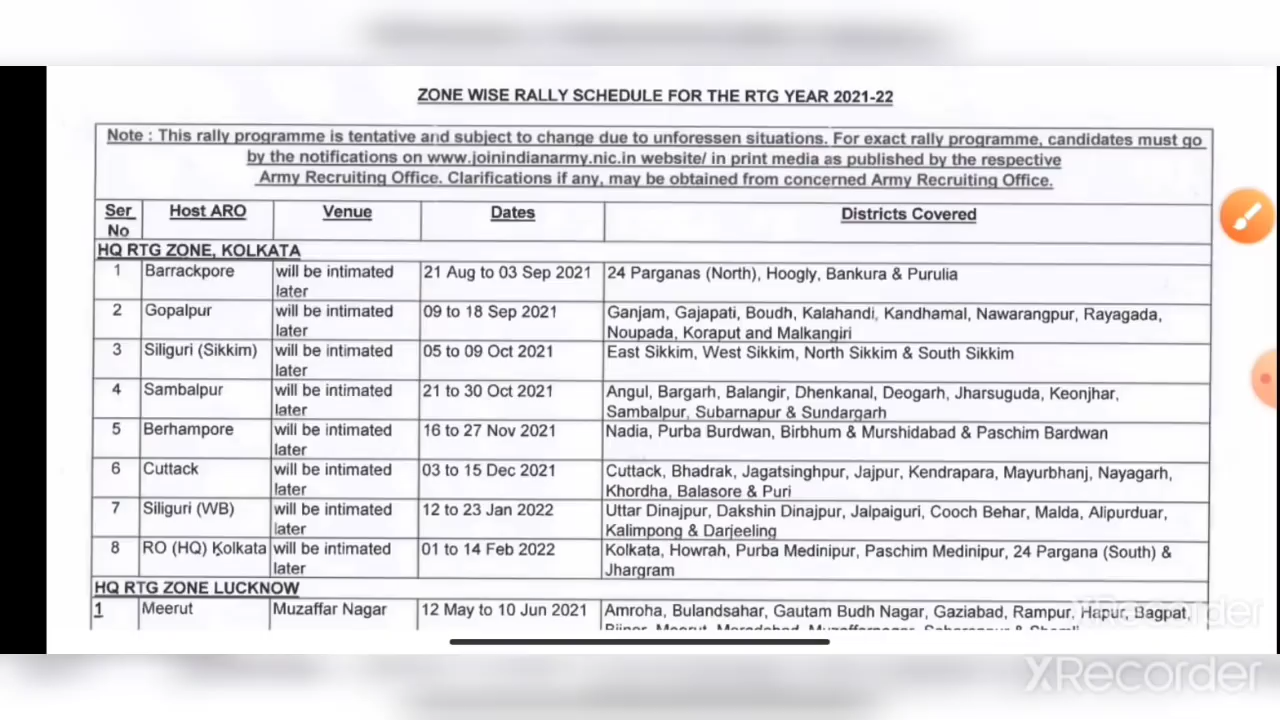 ZONE WISE RALLY SCHEDULE FOR THE RTG YEAR 2021-22
Note : This rally programme is tentative and subject to change due to unforessen situations. For exact rally programme, candidates must go
by the notifications on www.joinindianarmy.nic.in website/ in print media as published by the respective
Army Recruiting Office. Clarifications if any, may be obtained from concerned Army Recruiting Office.
Ser No Host ARO Venue Dates Districts Covered
HQ RTG ZONE, KOLKATA
1 Barrackpore will be intimated 21 Aug to 03 Sep 2021 24 Parganas (North), Hoogly, Bankura & Purulia
later
2 Gopalpur will be intimated 09 to 18 Sep 2021 Ganjam, Gajapati, Boudh, Kalahandi, Kandhamal, Nawarangpur, Rayagada,
later Noupada, Koraput and Malkangiri
3 Siliguri (Sikkim) will be intimated 05 to 09 Oct 2021 East Sikkim, West Sikkim, North Sikkim & South Sikkim
later
4 Sambalpur will be intimated 21 to 30 Oct 2021 Angul, Bargarh, Balangir, Dhenkanal, Deogarh, Jharsuguda, Keonjhar,
later Sambalpur, Subarnapur & Sundargarh
5 Berhampore will be intimated 16 to 27 Nov 2021 Nadia, Purba Burdwan, Birbhum & Murshidabad & Paschim Bardwan
later
6 Cuttack will be intimated 03 to 15 Dec 2021 Cuttack, Bhadrak, Jagatsinghpur, Jajpur, Kendrapara, Mayurbhanj, Nayagarh,
later Khordha, Balasore & Puri
7 Siliguri (WB) will be intimated 12 to 23 Jan 2022 Uttar Dinajpur, Dakshin Dinajpur, Jalpaiguri, Cooch Behar, Malda, Alipurduar,
later Kalimpong & Darjeeling
8 RO (HQ) Kolkata will be intimated 01 to 14 Feb 2022 Kolkata, Howrah, Purba Medinipur, Paschim Medinipur, 24 Pargana (South) &
later Jhargram
HQ RTG ZONE LUCKNOW
1 Meerut Muzaffar Nagar 12 May to 10 Jun 2021 Amroha, Bulandsahar, Gautam Budh Nagar, Gaziabad, Rampur, Hapur, Bagpat,
XRecorder
XRecorder